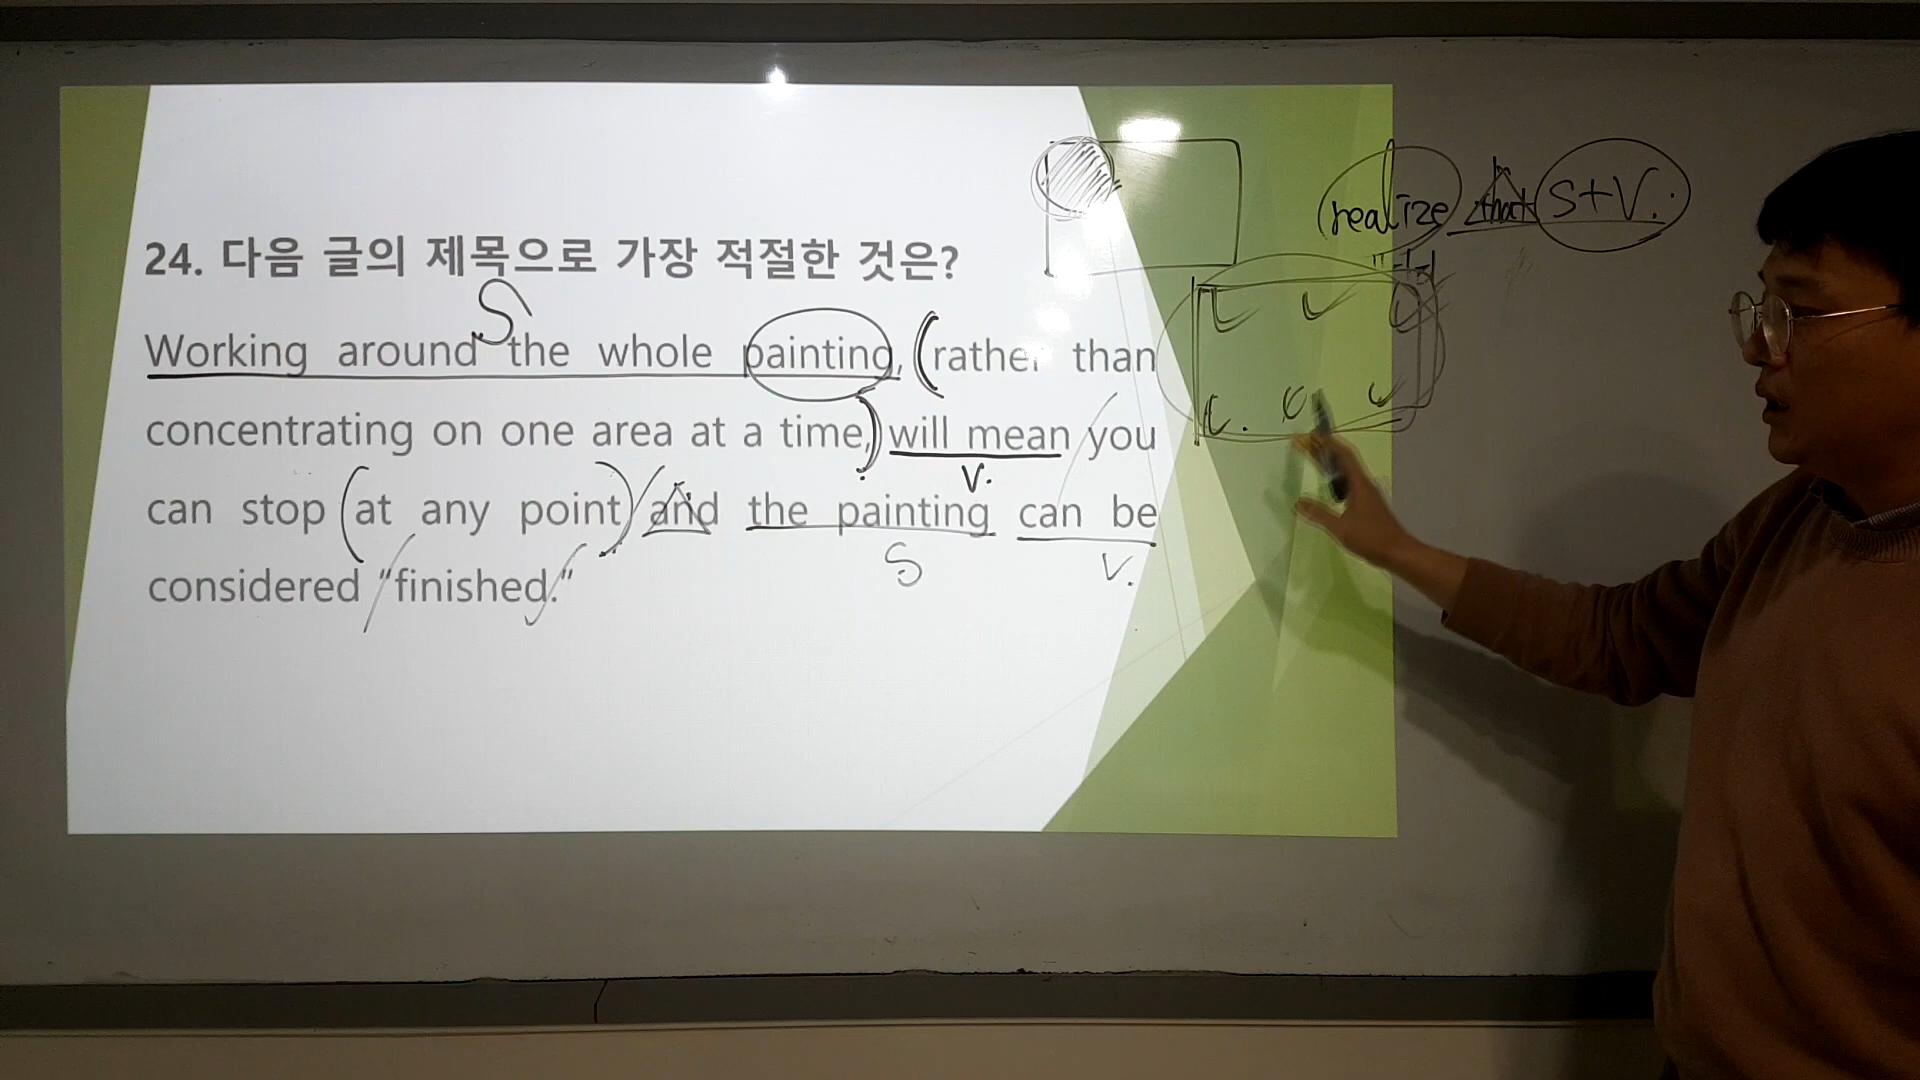 24. 다음 글의 제목으로 가장 적절한 것은?
S
Working around the whole painting, (rather than
concentrating on one area at a time,) will mean you
V.
can stop (at any point) and the painting can be
S V.
considered “finished.”
realize that S+V.